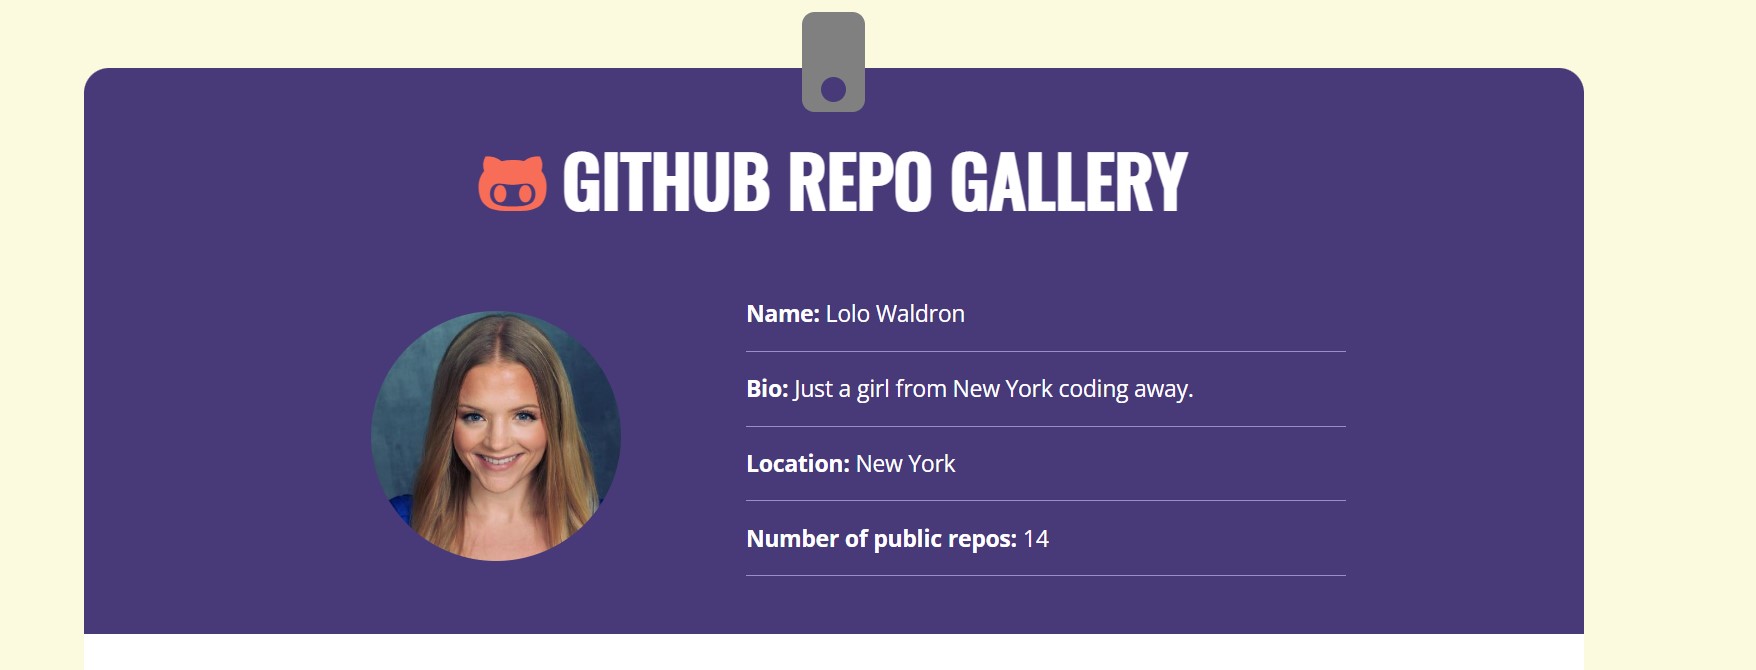 GITHUB REPO GALLERY
Name: Lolo Waldron
Bio: Just a girl from New York coding away.
Location: New York
Number of public repos: 14